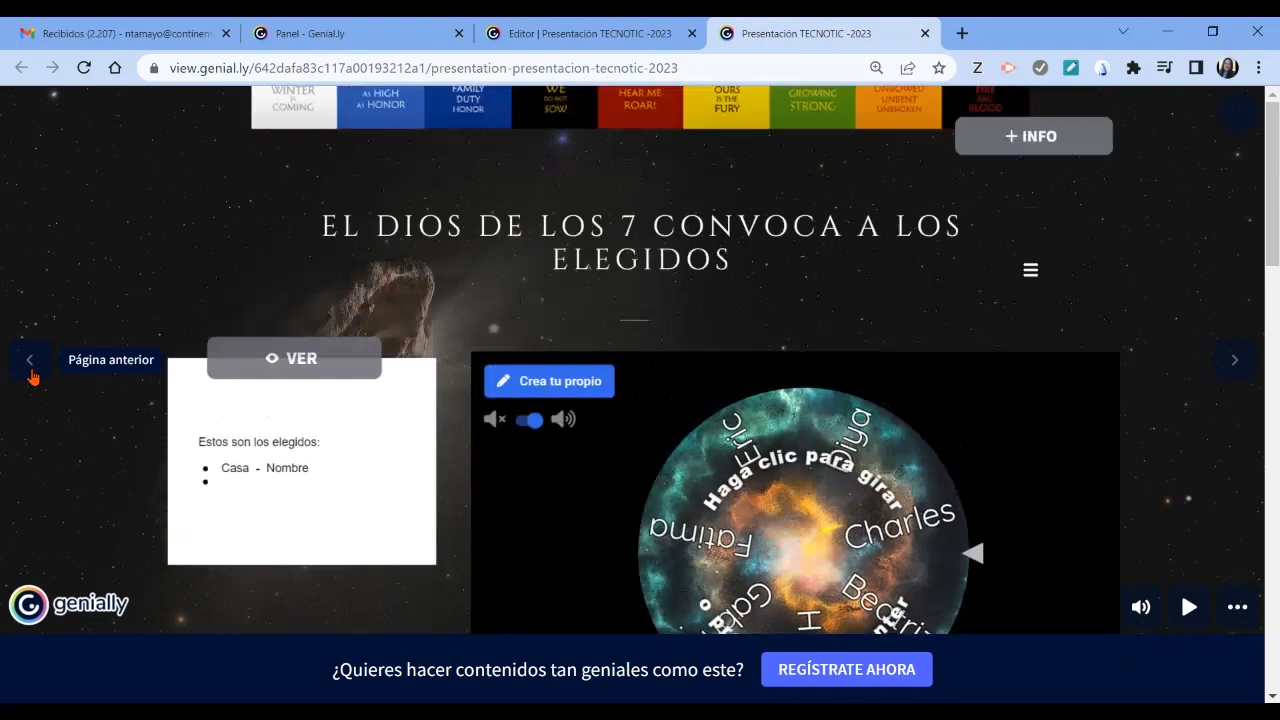 Recibidos (2.207) - ntamayo@continen
Panel - Genial.ly
Editor | Presentación TECNOTIC -2023
Presentación TECNOTIC -2023
view.genial.ly/642dafa83c117a00193212a1/presentation-presentacion-tecnotic-2023
WINTER
IS
COMING
AS HIGH
AS HONOR
FAMILY
DUTY
HONOR
WE
DO NOT
SOW
HEAR ME
ROAR!
OURS
IS THE
FURY
GROWING
STRONG
UNBOWED
UNBENT
UNBROKEN
FIRE
AND
BLOOD
+ INFO
EL DIOS DE LOS 7 CONVOCA A LOS
ELEGIDOS
Página anterior
VER
Estos son los elegidos:
Casa - Nombre
Crea tu propio
Haga clic para girar
Eric
Diya
Charles
Fatima
genially
¿Quieres hacer contenidos tan geniales como este?
REGÍSTRATE AHORA